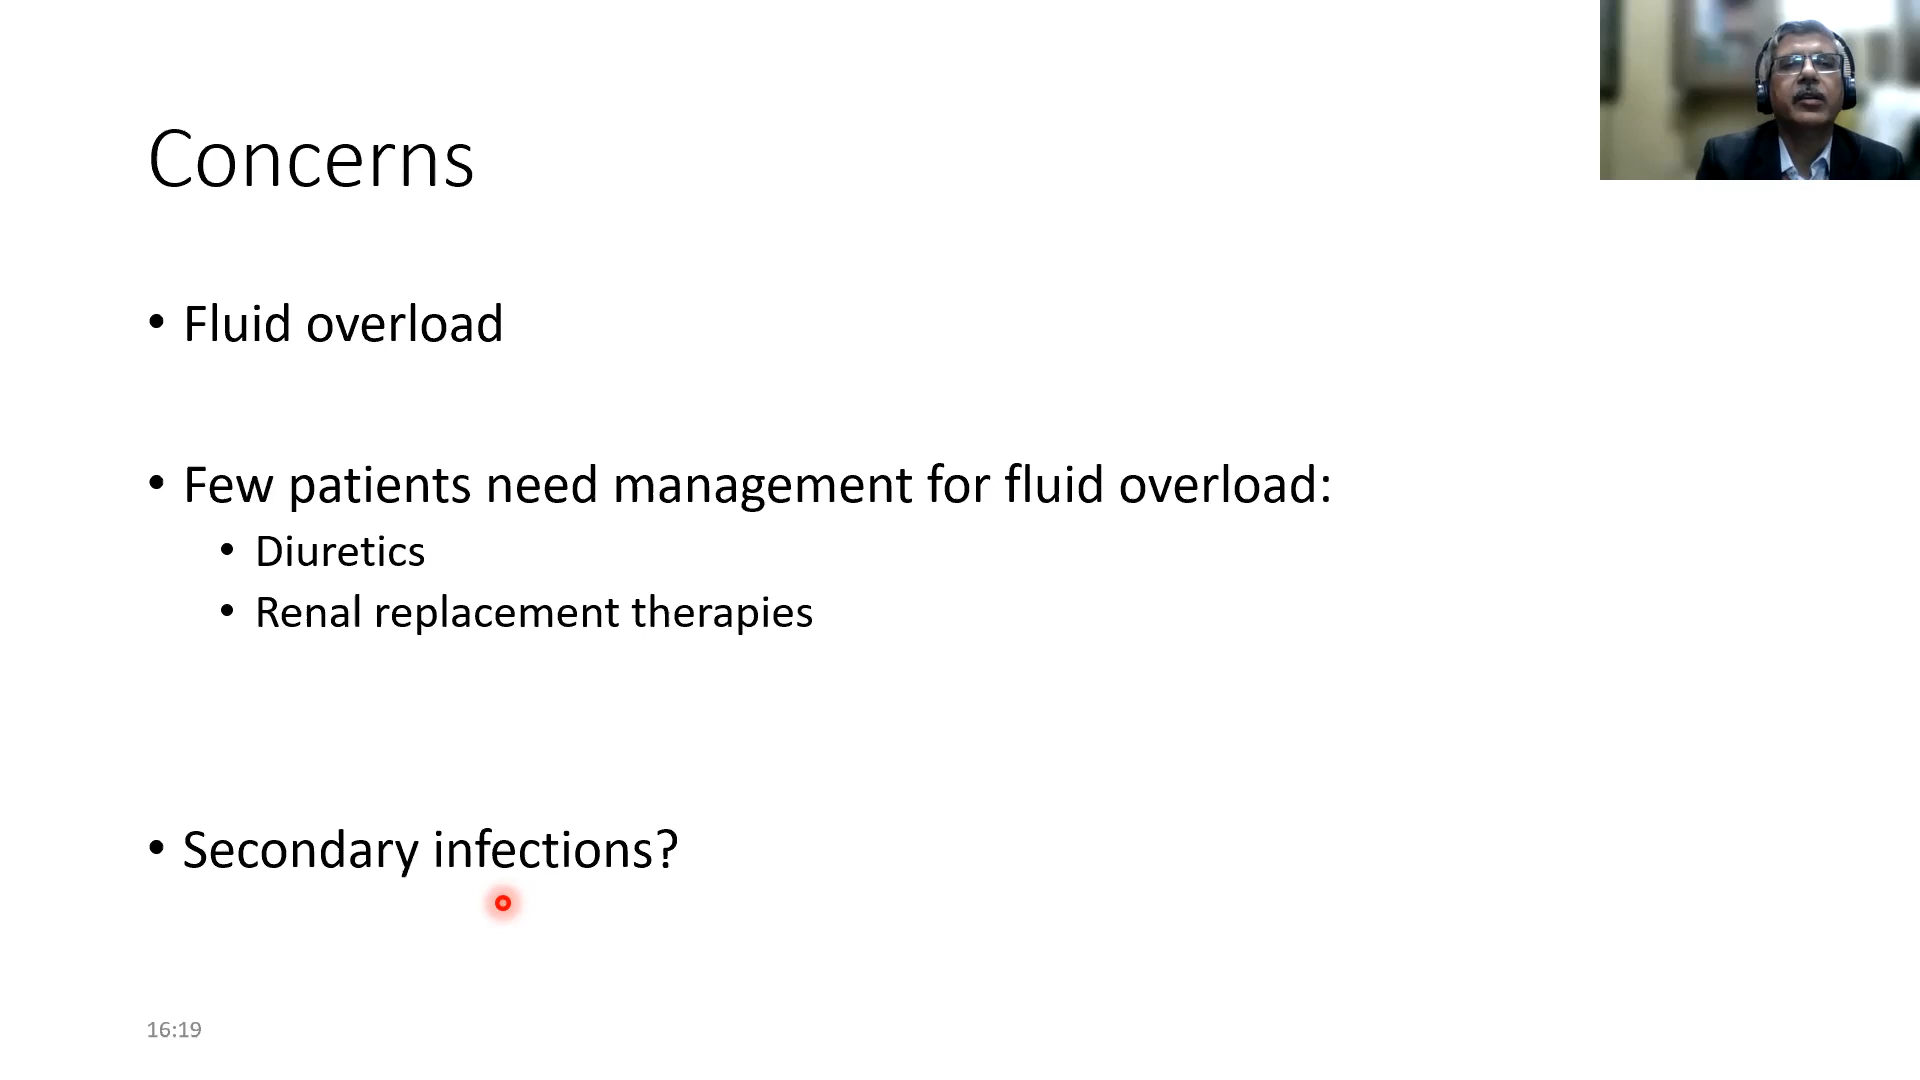 Concerns
• Fluid overload
• Few patients need management for fluid overload:
• Diuretics
• Renal replacement therapies
• Secondary infections?
16:19